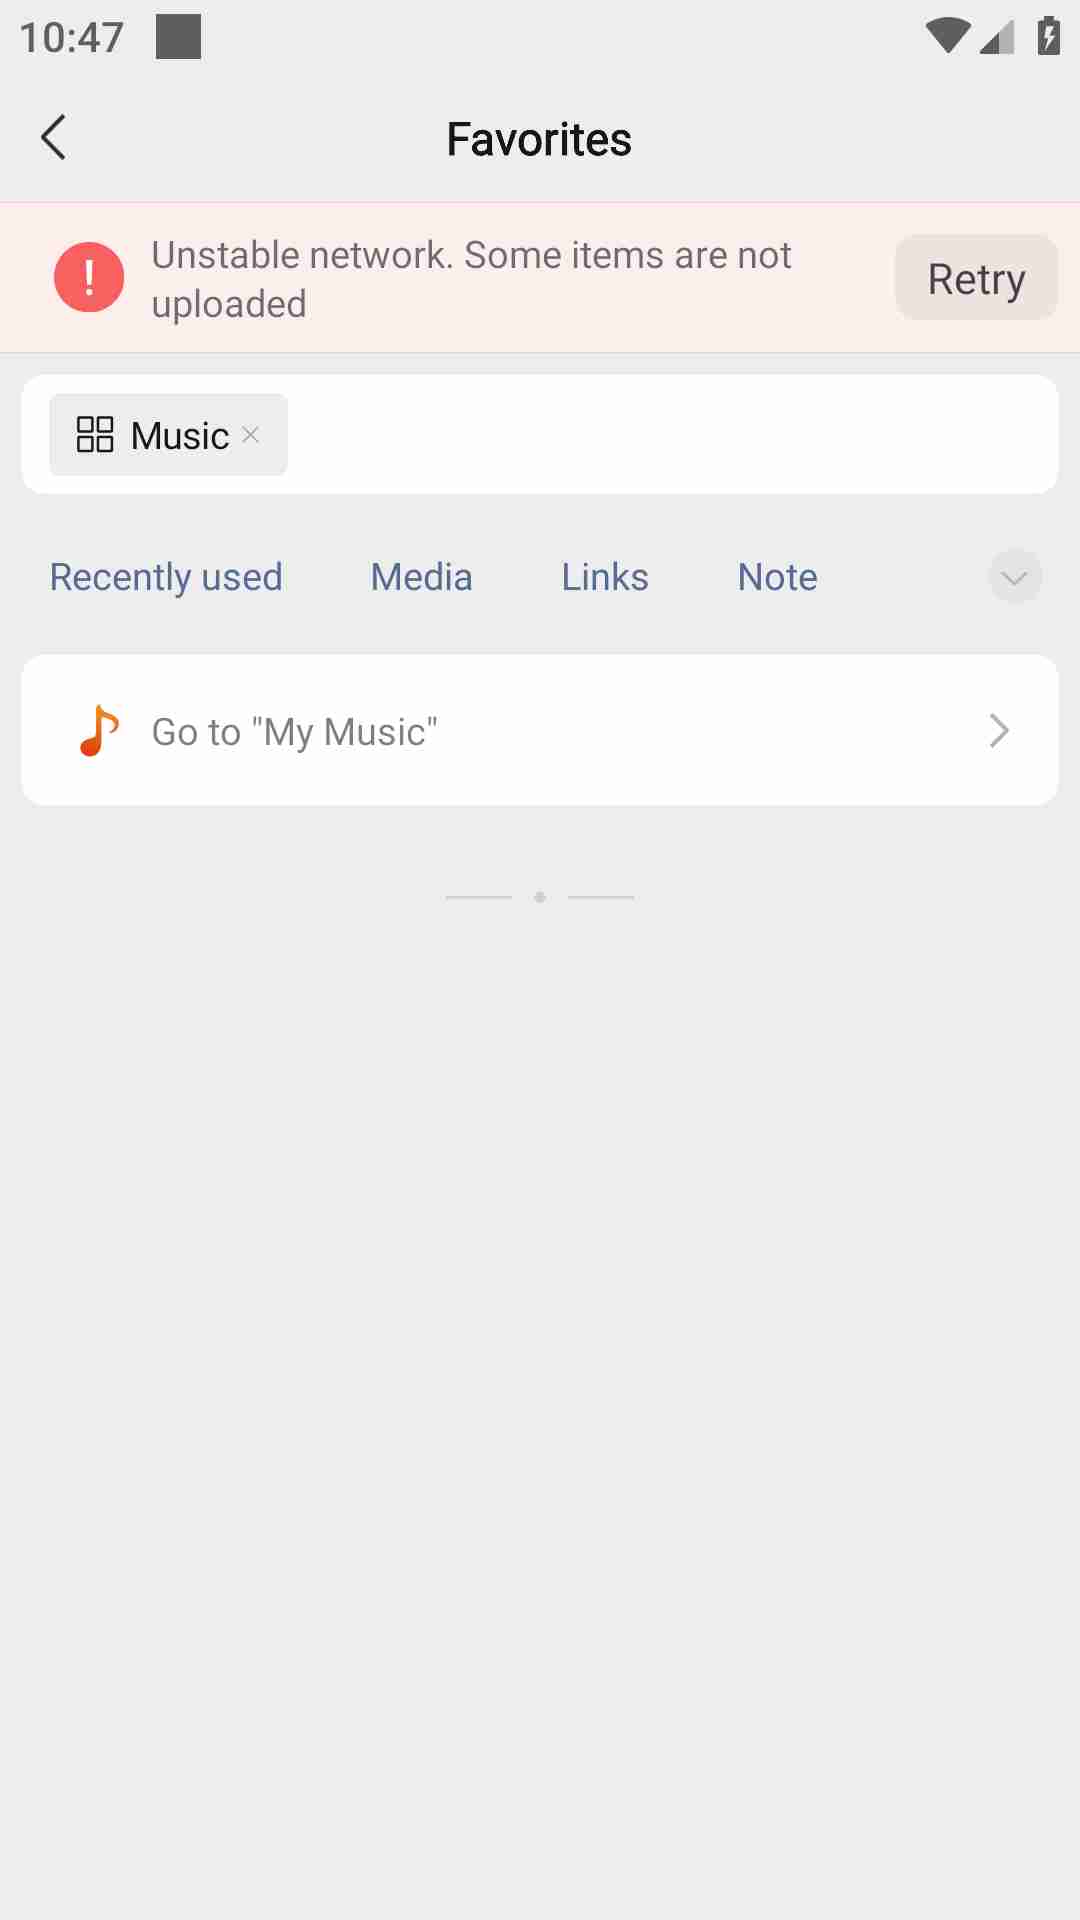 10:47
Favorites
Unstable network. Some items are not
uploaded
Retry
Music
Recently used
Media
Links
Note
Go to "My Music"